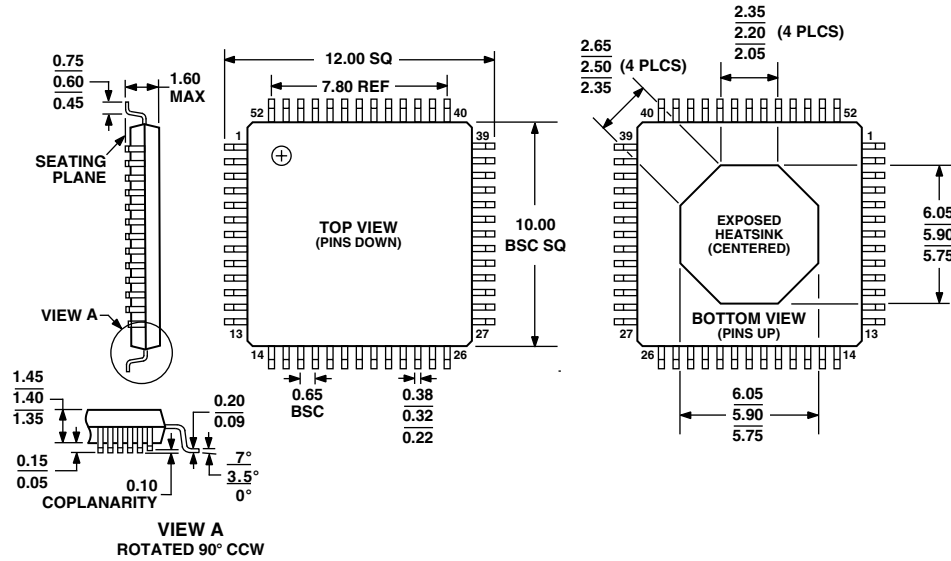 0.75
0.60
0.45
1.60
MAX
SEATING
PLANE
VIEW A
12.00 SQ
7.80 REF
52
40
1
39
TOP VIEW
(PINS DOWN)
10.00
BSC SQ
13
27
14
26
0.65
BSC
0.38
0.32
0.22
2.35
2.20 (4 PLCS)
2.05
2.65
2.50 (4 PLCS)
2.35
40
52
39
1
EXPOSED
HEATSINK
(CENTERED)
6.05
5.90
5.75
BOTTOM VIEW
(PINS UP)
27
13
26
14
6.05
5.90
5.75
1.45
1.40
1.35
0.20
0.09
0.15
0.05
0.10
COPLANARITY
7°
3.5°
0°
VIEW A
ROTATED 90° CCW